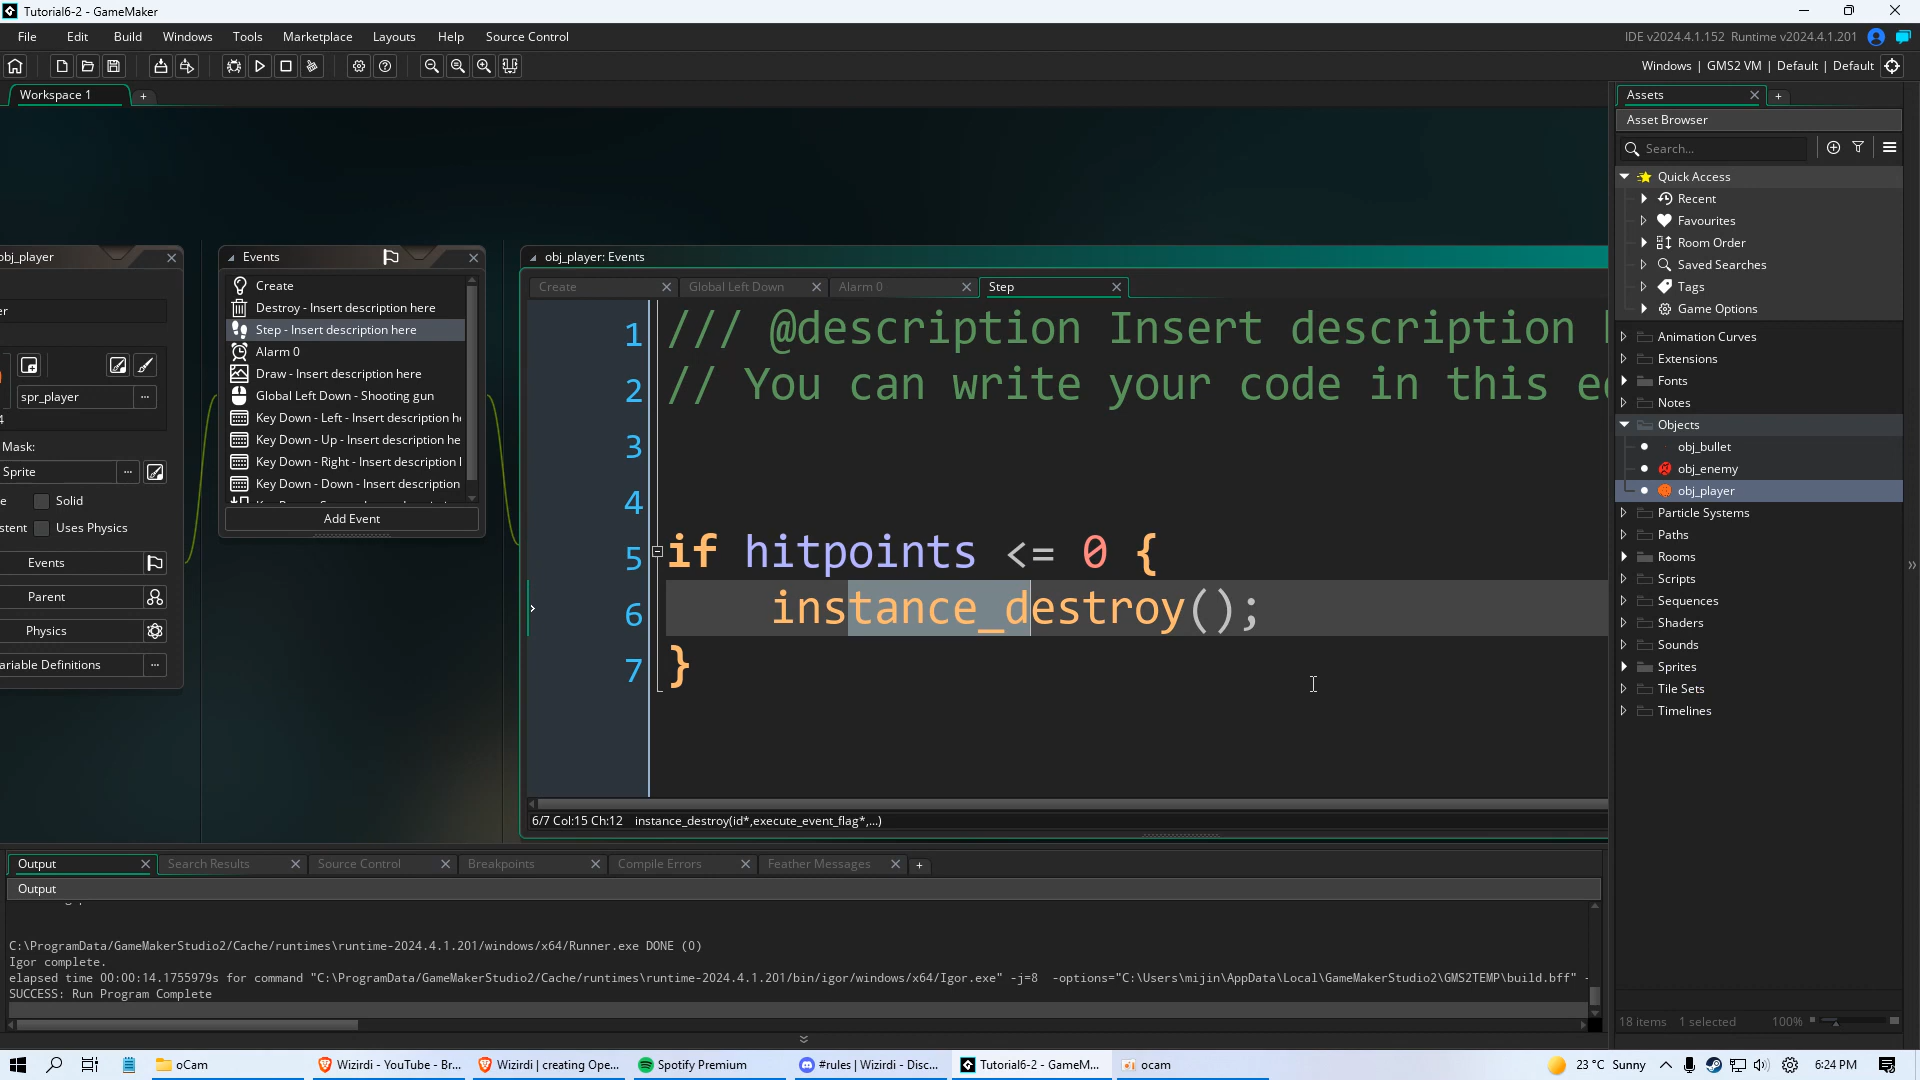 Tutorial6-2 - GameMaker
File Edit Build Windows Tools Marketplace Layouts Help Source Control
IDE v2024.4.1.152 Runtime v2024.4.1.201
Windows | GMS2 VM | Default | Default
Workspace 1 +
Assets
Asset Browser
Search...
Quick Access
Recent
Favourites
Room Order
Saved Searches
Tags
Game Options
Animation Curves
Extensions
Fonts
Notes
Objects
obj_bullet
obj_enemy
obj_player
Particle Systems
Paths
Rooms
Scripts
Sequences
Shaders
Sounds
Sprites
Tile Sets
Timelines
18 items 1 selected 100%
obj_player
er
spr_player
4
Mask:
Sprite
e Solid
stent Uses Physics
Events
Parent
Physics
ariable Definitions
Events
Create
Destroy - Insert description here
Step - Insert description here
Alarm 0
Draw - Insert description here
Global Left Down - Shooting gun
Key Down - Left - Insert description h
Key Down - Up - Insert description he
Key Down - Right - Insert description
Key Down - Down - Insert description
Add Event
obj_player: Events
Create Global Left Down Alarm 0 Step
1 /// @description Insert description
2 // You can write your code in this e
3
4
5 if hitpoints <= 0 {
6 instance_destroy();
7 }
6/7 Col:15 Ch:12 instance_destroy(id*,execute_event_flag*,...)
Output Search Results Source Control Breakpoints Compile Errors Feather Messages +
Output
C:\ProgramData/GameMakerStudio2/Cache/runtimes\runtime-2024.4.1.201/windows/x64/Runner.exe DONE (0)
Igor complete.
elapsed time 00:00:14.1755979s for command "C:\ProgramData/GameMakerStudio2/Cache/runtimes\runtime-2024.4.1.201/bin/igor/windows/x64/Igor.exe" -j=8 -options="C:\Users\mijin\AppData\Local\GameMakerStudio2\GMS2TEMP\build.bff" -
SUCCESS: Run Program Complete
oCam
Wizirdi - YouTube - Br...
Wizirdi | creating Ope...
Spotify Premium
#rules | Wizirdi - Disc...
Tutorial6-2 - GameM...
ocam
23 °C Sunny
6:24 PM